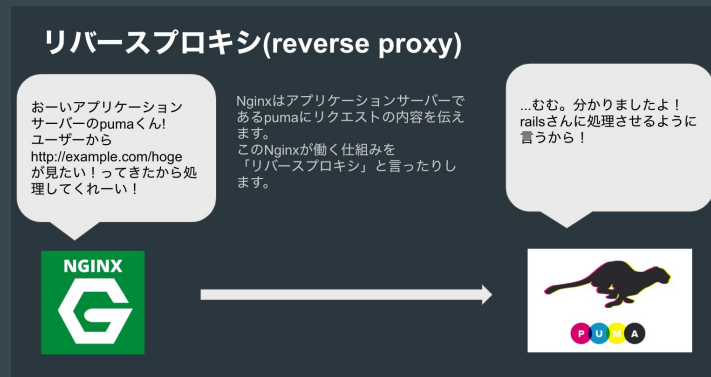 リバースプロキシ(reverse proxy)
おーいアプリケーション
サーバーのpumaくん!
ユーザーから
http://example.com/hoge
が見たい！ってきたから処
理してくれーい！
Nginxはアプリケーションサーバーで
あるpumaにリクエストの内容を伝え
ます。
このNginxが働く仕組みを
「リバースプロキシ」と言ったりし
ます。
...むむ。分かりましたよ！
railsさんに処理させるように
言うから！
NGINX
G
PUMA